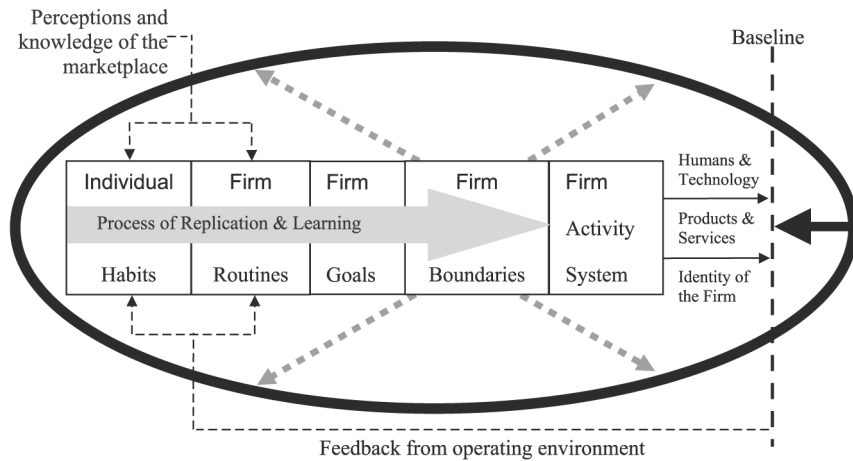 Perceptions and
knowledge of the
marketplace
Baseline
Individual
Firm
Firm
Firm
Firm
Humans &
Technology
Process of Replication & Learning
Activity
Products &
Services
Habits
Routines
Goals
Boundaries
System
Identity of
the Firm
Feedback from operating environment